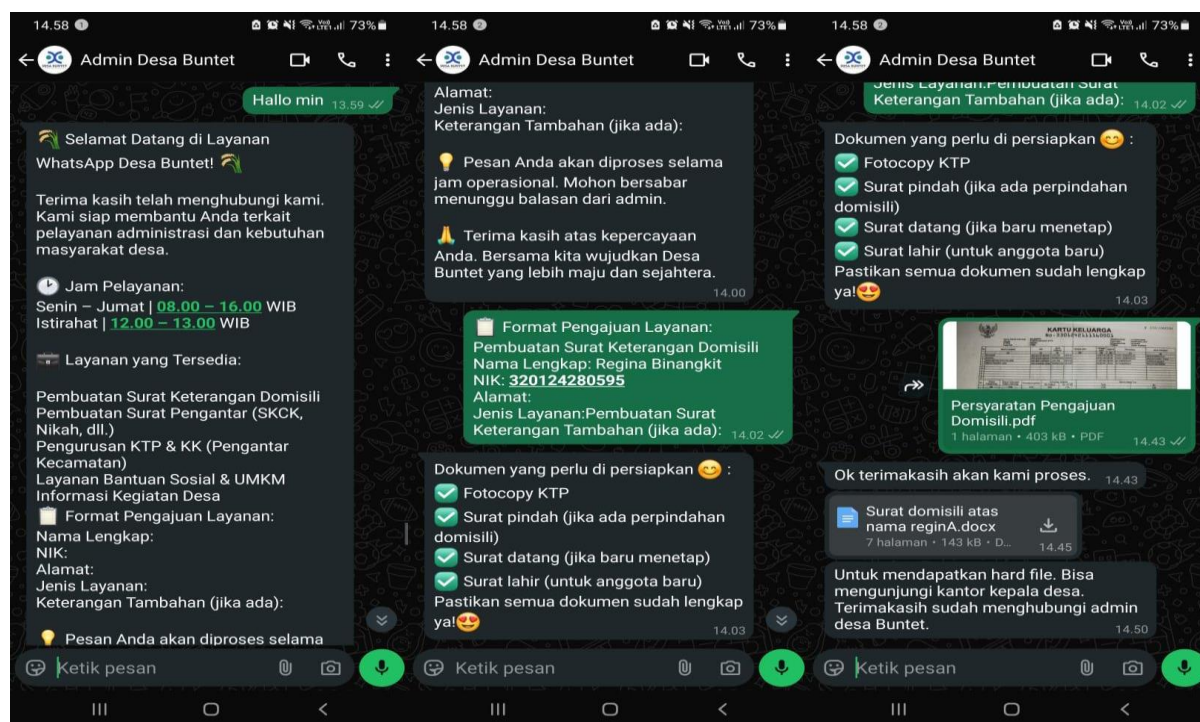 14.58 1
73%
Admin Desa Buntet
Hallo min 13.59
Selamat Datang di Layanan
WhatsApp Desa Buntet!
Terima kasih telah menghubungi kami.
Kami siap membantu Anda terkait
pelayanan administrasi dan kebutuhan
masyarakat desa.
Jam Pelayanan:
Senin – Jumat | 08.00 – 16.00 WIB
Istirahat | 12.00 – 13.00 WIB
Layanan yang Tersedia:
Pembuatan Surat Keterangan Domisili
Pembuatan Surat Pengantar (SKCK,
Nikah, dll.)
Pengurusan KTP & KK (Pengantar
Kecamatan)
Layanan Bantuan Sosial & UMKM
Informasi Kegiatan Desa
Format Pengajuan Layanan:
Nama Lengkap:
NIK:
Alamat:
Jenis Layanan:
Keterangan Tambahan (jika ada):
Pesan Anda akan diproses selama
Ketik pesan
14.58 2
73%
Admin Desa Buntet
Alamat:
Jenis Layanan:
Keterangan Tambahan (jika ada):
Pesan Anda akan diproses selama
jam operasional. Mohon bersabar
menunggu balasan dari admin.
Terima kasih atas kepercayaan
Anda. Bersama kita wujudkan Desa
Buntet yang lebih maju dan sejahtera.
14.00
Format Pengajuan Layanan:
Pembuatan Surat Keterangan Domisili
Nama Lengkap: Regina Binangkit
NIK: 320124280595
Alamat:
Jenis Layanan:Pembuatan Surat
Keterangan Tambahan (jika ada): 14.02
Dokumen yang perlu di persiapkan 😊 :
✅ Fotocopy KTP
✅ Surat pindah (jika ada perpindahan
domisili)
✅ Surat datang (jika baru menetap)
✅ Surat lahir (untuk anggota baru)
Pastikan semua dokumen sudah lengkap
ya!😍
14.03
Ketik pesan
14.58 2
73%
Admin Desa Buntet
Jenis Layanan:Pembuatan Surat
Keterangan Tambahan (jika ada): 14.02
Dokumen yang perlu di persiapkan 😊 :
✅ Fotocopy KTP
✅ Surat pindah (jika ada perpindahan
domisili)
✅ Surat datang (jika baru menetap)
✅ Surat lahir (untuk anggota baru)
Pastikan semua dokumen sudah lengkap
ya!😍
14.03
KARTU KELUARGA
Persyaratan Pengajuan
Domisili.pdf
1 halaman • 403 kB • PDF 14.43
Ok terimakasih akan kami proses. 14.43
Surat domisili atas
nama reginA.docx
7 halaman • 143 kB • D... 14.45
Untuk mendapatkan hard file. Bisa
mengunjungi kantor kepala desa.
Terimakasih sudah menghubungi admin
desa Buntet. 14.50
Ketik pesan